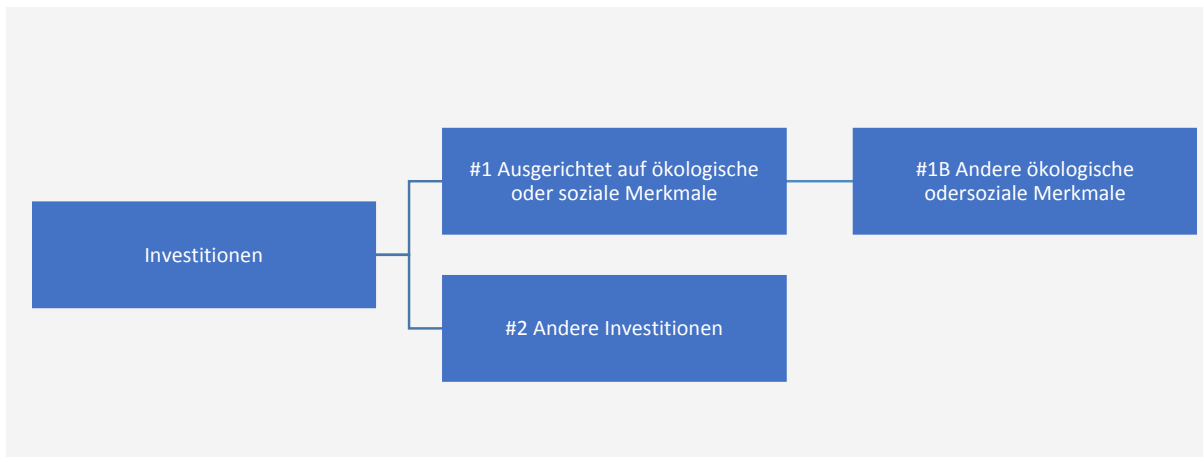 #1 Ausgerichtet auf ökologische
oder soziale Merkmale
#1B Andere ökologische
odersoziale Merkmale
Investitionen
#2 Andere Investitionen